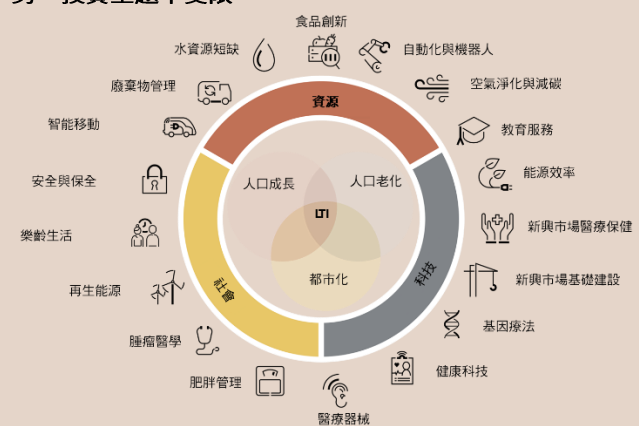 食品創新
自動化與機器人
空氣淨化與減碳
教育服務
能源效率
新興市場醫療保健
新興市場基礎建設
基因療法
健康科技
醫療器械
肥胖管理
腫瘤醫學
再生能源
樂齡生活
安全與保全
智能移動
廢棄物管理
水資源短缺
資源
科技
社會
人口成長
人口老化
LTI
都市化